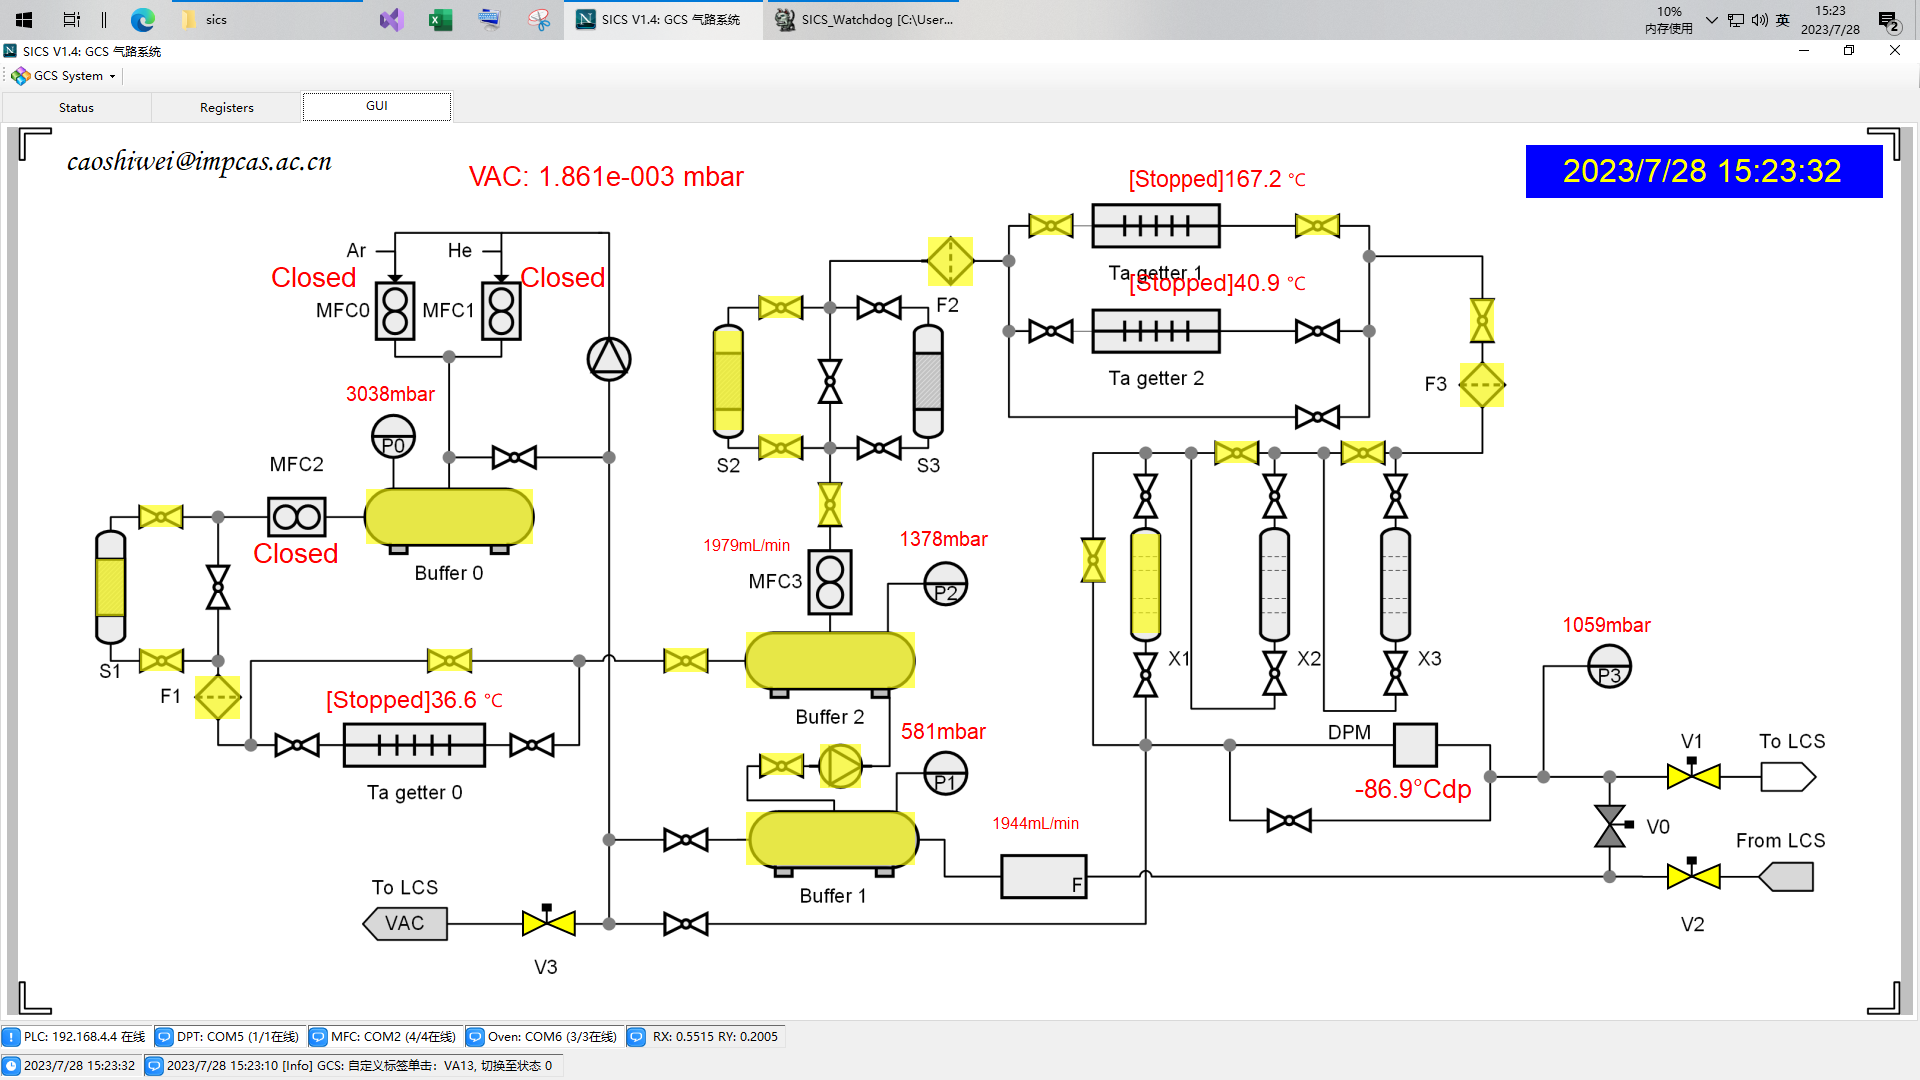 sics
SICS V1.4: GCS 气路系统
SICS_Watchdog [C:\User...
10%
内存使用
英
15:23
2023/7/28
2
SICS V1.4: GCS 气路系统
GCS System
Status
Registers
GUI
caoshiwei@impcas.ac.cn
VAC: 1.861e-003 mbar
[Stopped]167.2 °C
2023/7/28 15:23:32
Ar
He
Closed
Closed
MFC0
MFC1
Ta getter 1
[Stopped]40.9 °C
F2
Ta getter 2
F3
3038mbar
P0
MFC2
Closed
Buffer 0
S2
S3
1979mL/min
1378mbar
MFC3
P2
S1
F1
[Stopped]36.6 °C
Ta getter 0
Buffer 2
581mbar
P1
X1
X2
X3
1059mbar
P3
DPM
-86.9°Cdp
V1
To LCS
V0
From LCS
V2
1944mL/min
F
Buffer 1
To LCS
VAC
V3
PLC: 192.168.4.4 在线
DPT: COM5 (1/1在线)
MFC: COM2 (4/4在线)
Oven: COM6 (3/3在线)
RX: 0.5515 RY: 0.2005
2023/7/28 15:23:32
2023/7/28 15:23:10 [Info] GCS: 自定义标签单击： VA13, 切换至状态 0